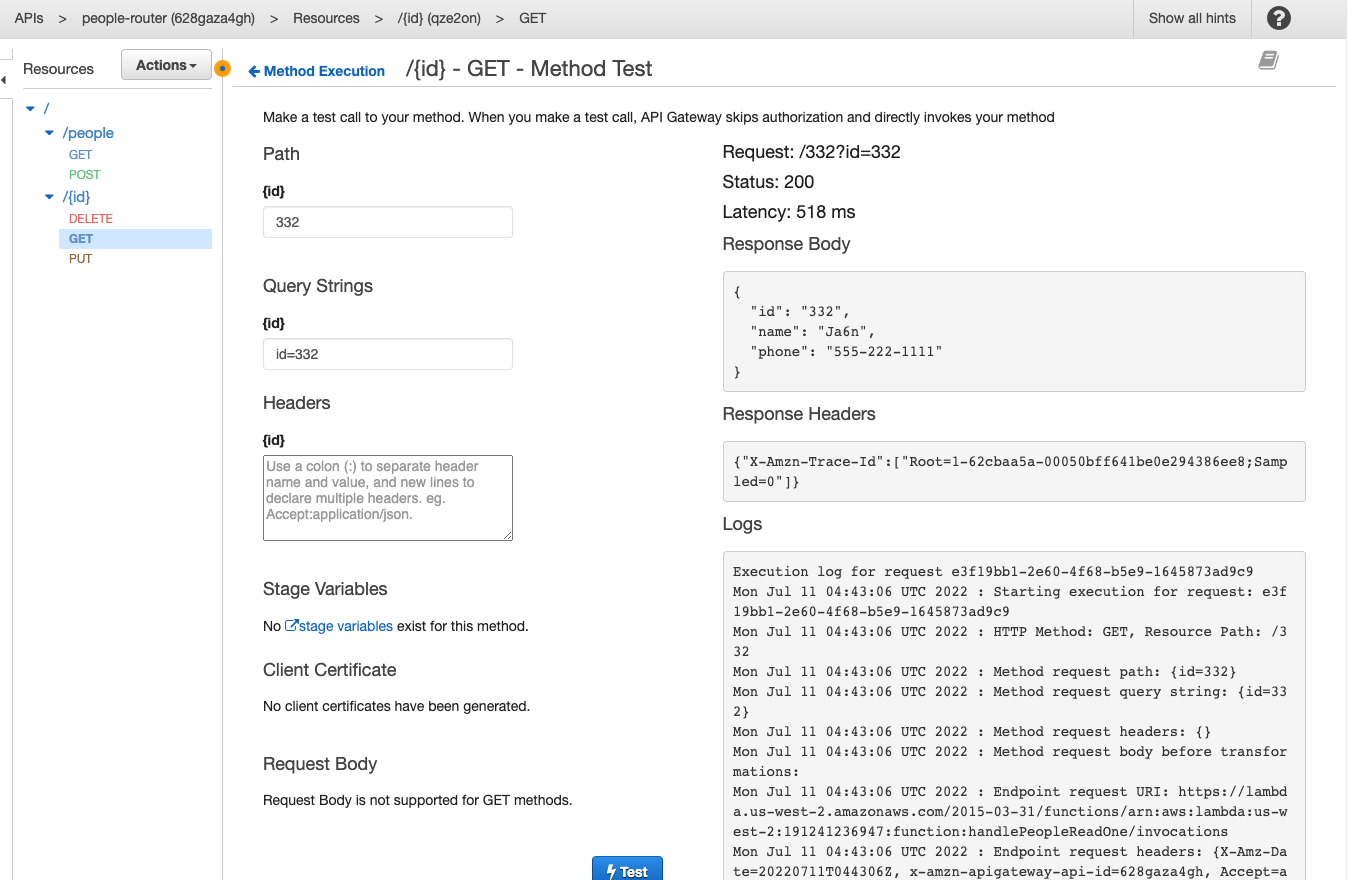 APIs > people-router (628gaza4gh) > Resources > /{id} (qze2on) > GET
Show all hints
?
Resources
Actions
/
/people
GET
POST
/{id}
DELETE
GET
PUT
Method Execution
/{id} - GET - Method Test
Make a test call to your method. When you make a test call, API Gateway skips authorization and directly invokes your method
Path
{id}
332
Query Strings
{id}
id=332
Headers
{id}
Use a colon (:) to separate header
name and value, and new lines to
declare multiple headers. eg.
Accept:application/json.
Stage Variables
No stage variables exist for this method.
Client Certificate
No client certificates have been generated.
Request Body
Request Body is not supported for GET methods.
Test
Request: /332?id=332
Status: 200
Latency: 518 ms
Response Body
{
"id": "332",
"name": "Ja6n",
"phone": "555-222-1111"
}
Response Headers
{"X-Amzn-Trace-Id":["Root=1-62cbaa5a-00050bff641be0e294386ee8;Samp
led=0"]}
Logs
Execution log for request e3f19bb1-2e60-4f68-b5e9-1645873ad9c9
Mon Jul 11 04:43:06 UTC 2022 : Starting execution for request: e3f
19bb1-2e60-4f68-b5e9-1645873ad9c9
Mon Jul 11 04:43:06 UTC 2022 : HTTP Method: GET, Resource Path: /3
32
Mon Jul 11 04:43:06 UTC 2022 : Method request path: {id=332}
Mon Jul 11 04:43:06 UTC 2022 : Method request query string: {id=33
2}
Mon Jul 11 04:43:06 UTC 2022 : Method request headers: {}
Mon Jul 11 04:43:06 UTC 2022 : Method request body before transfor
mations:
Mon Jul 11 04:43:06 UTC 2022 : Endpoint request URI: https://lambd
a.us-west-2.amazonaws.com/2015-03-31/functions/arn:aws:lambda:us-w
est-2:191241236947:function:handlePeopleReadOne/invocations
Mon Jul 11 04:43:06 UTC 2022 : Endpoint request headers: {X-Amz-Da
te=20220711T044306Z, x-amzn-apigateway-api-id=628gaza4gh, Accept=a